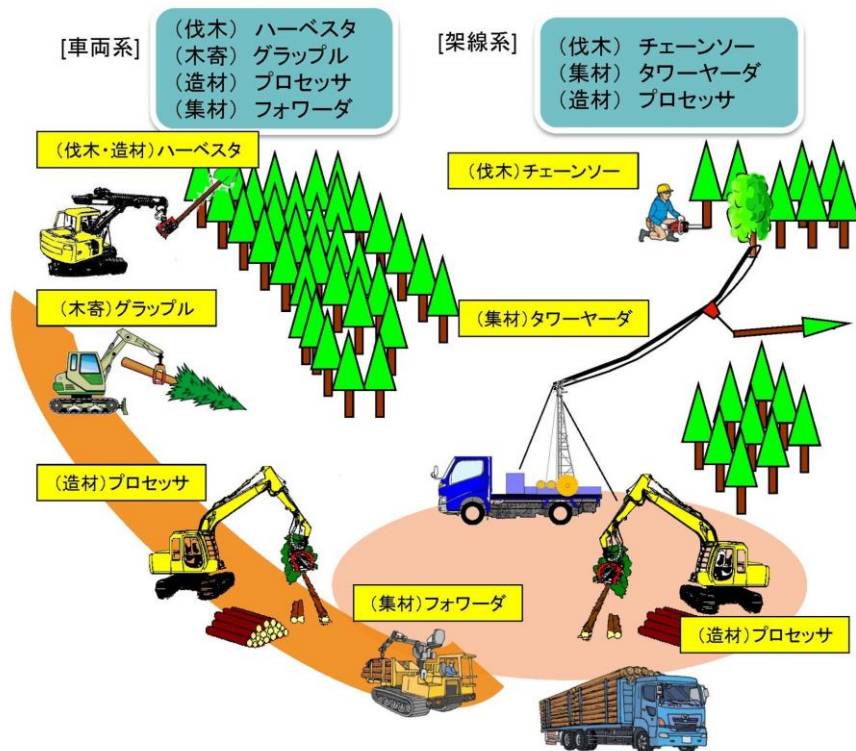 [車両系]
(伐木) ハーベスタ
(木寄) グラップル
(造材) プロセッサ
(集材) フォワーダ
[架線系]
(伐木) チェーンソー
(集材) タワーヤーダ
(造材) プロセッサ
(伐木・造材)ハーベスタ
(伐木)チェーンソー
(木寄)グラップル
(集材)タワーヤーダ
(造材)プロセッサ
(集材)フォワーダ
(造材)プロセッサ